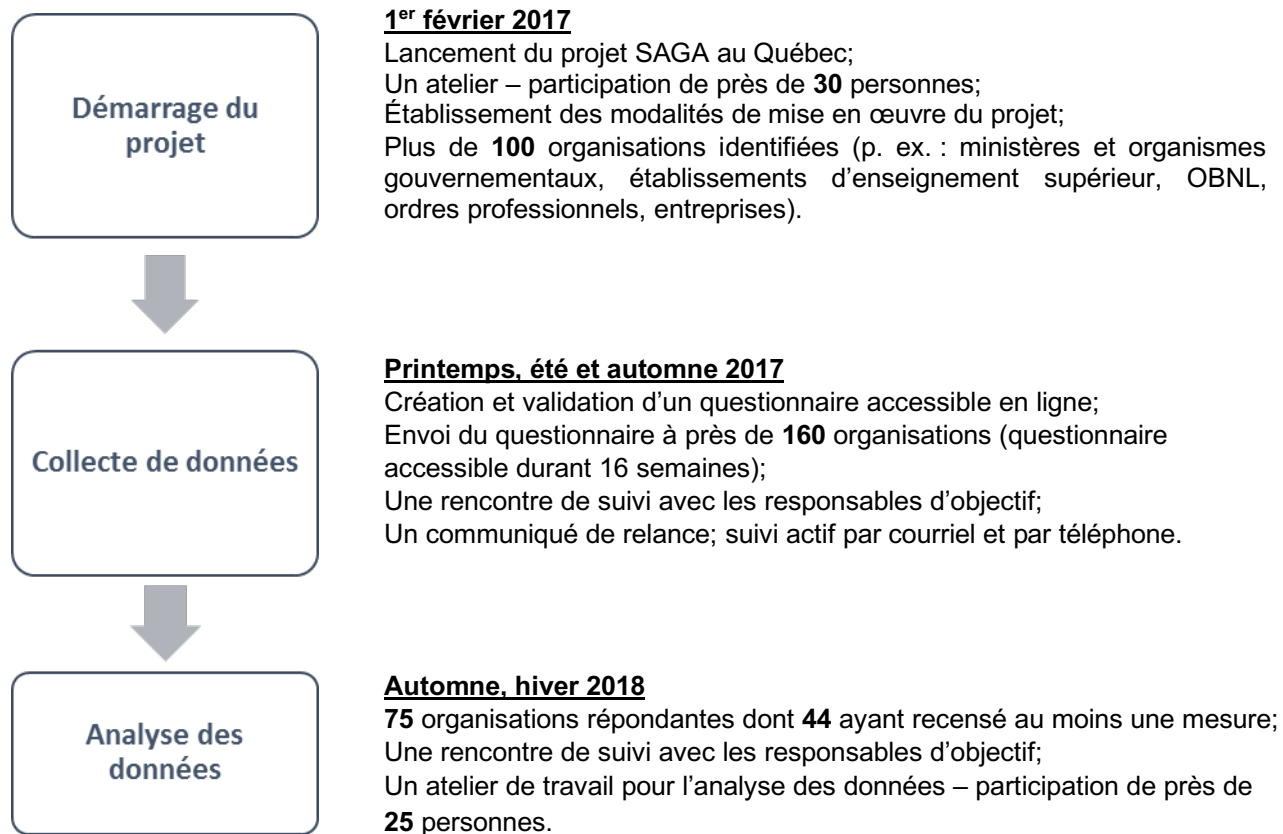 Démarrage du
projet
1er février 2017
Lancement du projet SAGA au Québec;
Un atelier – participation de près de 30 personnes;
Établissement des modalités de mise en œuvre du projet;
Plus de 100 organisations identifiées (p. ex. : ministères et organismes
gouvernementaux, établissements d’enseignement supérieur, OBNL,
ordres professionnels, entreprises).
Collecte de données
Printemps, été et automne 2017
Création et validation d’un questionnaire accessible en ligne;
Envoi du questionnaire à près de 160 organisations (questionnaire
accessible durant 16 semaines);
Une rencontre de suivi avec les responsables d’objectif;
Un communiqué de relance; suivi actif par courriel et par téléphone.
Analyse des
données
Automne, hiver 2018
75 organisations répondantes dont 44 ayant recensé au moins une mesure;
Une rencontre de suivi avec les responsables d’objectif;
Un atelier de travail pour l’analyse des données – participation de près de
25 personnes.